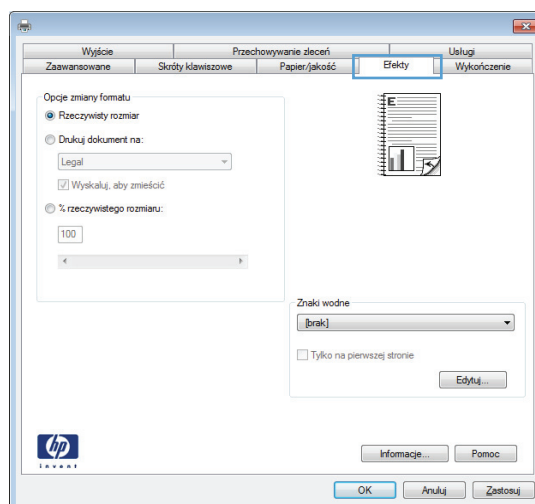 Wyjście Przechowywanie zleceń Usługi
Zaawansowane Skróty klawiszowe Papier/jakość Efekty Wykończenie
Opcje zmiany formatu
Rzeczywisty rozmiar
Drukuj dokument na:
Legal
Wyskaluj, aby zmieścić
% rzeczywistego rozmiaru:
100
E
Znaki wodne
[brak]
Tylko na pierwszej stronie
Edytuj...
hp
invent
Informacje... Pomoc
OK Anuluj Zastosuj